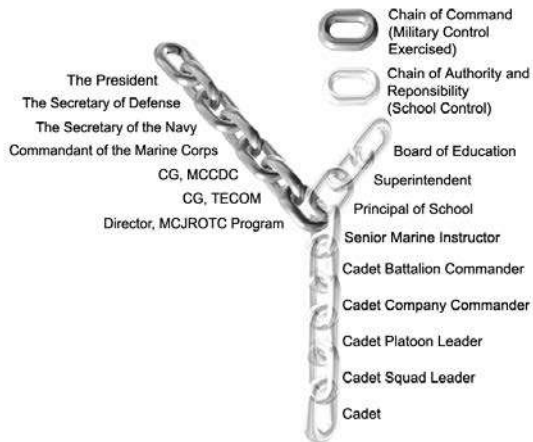 Chain of Command
(Military Control
Exercised)
Chain of Authority and
Reponsibility
(School Control)
The President
The Secretary of Defense
The Secretary of the Navy
Commandant of the Marine Corps
CG, MCCDC
CG, TECOM
Director, MCJROTC Program
Board of Education
Superintendent
Principal of School
Senior Marine Instructor
Cadet Battalion Commander
Cadet Company Commander
Cadet Platoon Leader
Cadet Squad Leader
Cadet